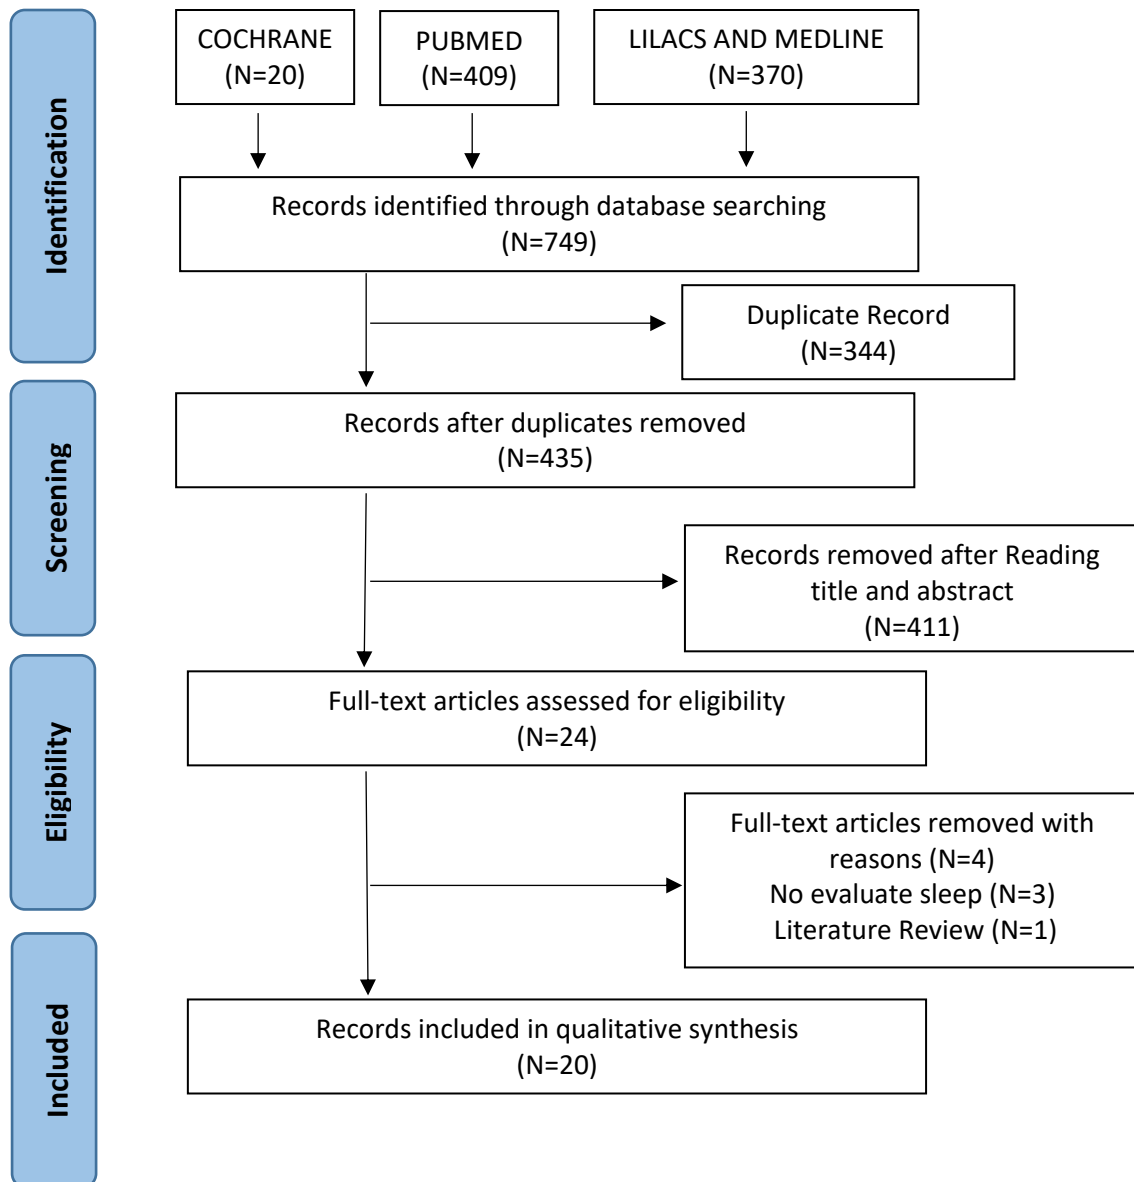 COCHRANE
(N=20)
PUBMED
(N=409)
LILACS AND MEDLINE
(N=370)
Identification
Records identified through database searching
(N=749)
Duplicate Record
(N=344)
Screening
Records after duplicates removed
(N=435)
Records removed after Reading
title and abstract
(N=411)
Eligibility
Full-text articles assessed for eligibility
(N=24)
Full-text articles removed with
reasons (N=4)
No evaluate sleep (N=3)
Literature Review (N=1)
Included
Records included in qualitative synthesis
(N=20)